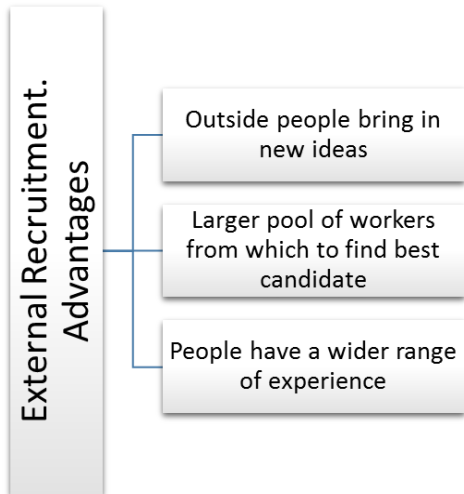 External Recruitment.
Advantages
Outside people bring in
new ideas
Larger pool of workers
from which to find best
candidate
People have a wider range
of experience